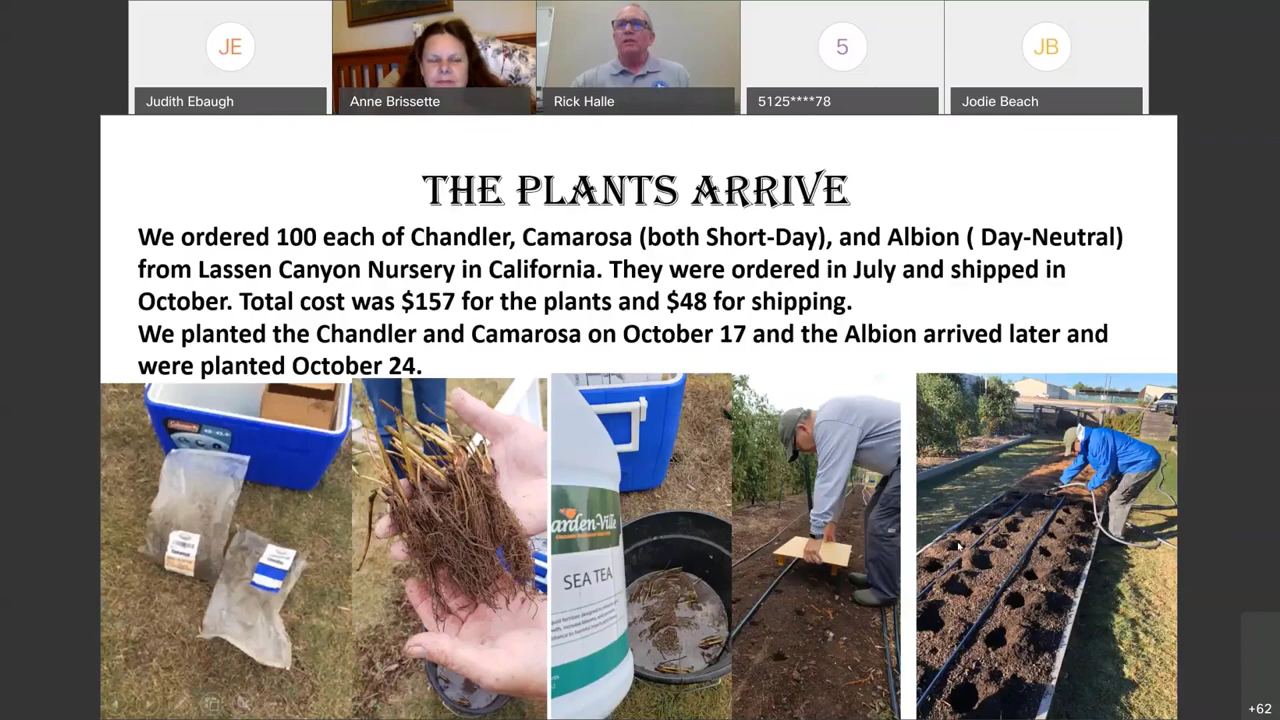 JE
5
JB
Judith Ebaugh
Anne Brissette
Rick Halle
5125****78
Jodie Beach
THE PLANTS ARRIVE
We ordered 100 each of Chandler, Camarosa (both Short-Day), and Albion ( Day-Neutral)
from Lassen Canyon Nursery in California. They were ordered in July and shipped in
October. Total cost was $157 for the plants and $48 for shipping.
We planted the Chandler and Camarosa on October 17 and the Albion arrived later and
were planted October 24.
Coleman
arden-Ville
SEA TEA
+62